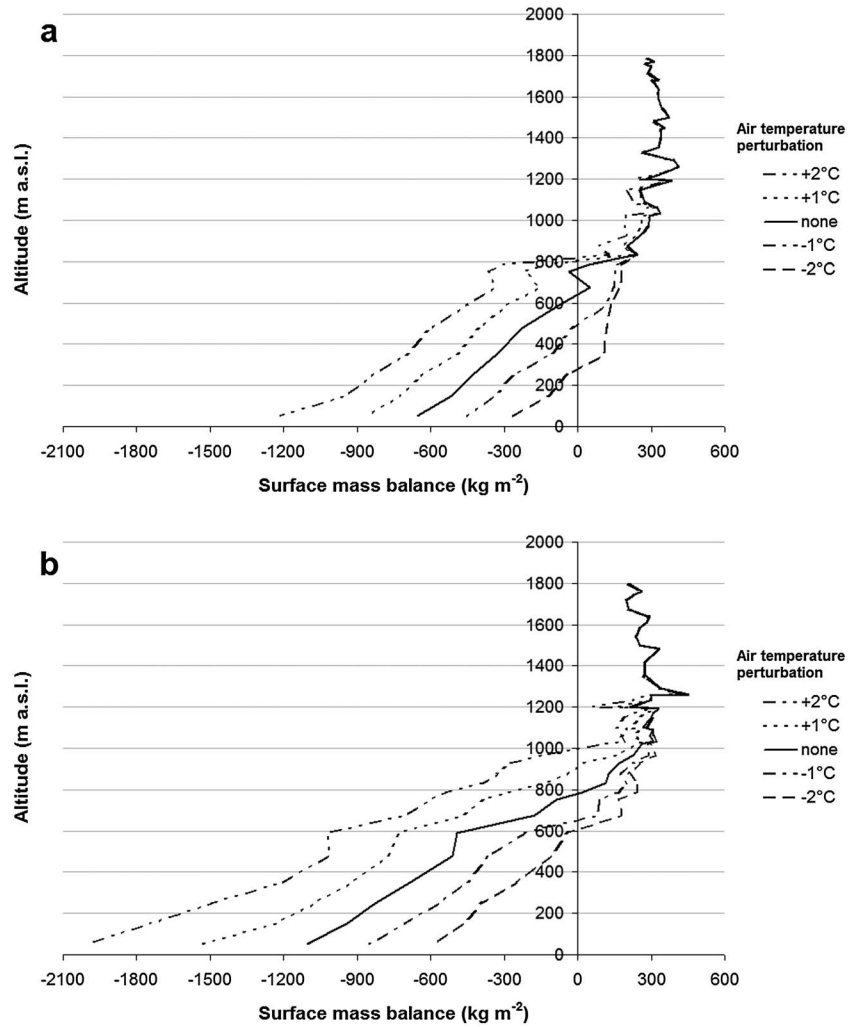 a
2000
1800
1600
1400
1200
1000
800
600
400
200
0
Altitude (m a.s.l.)
-2100 -1800 -1500 -1200 -900 -600 -300 0 300 600
Surface mass balance (kg m⁻²)
Air temperature
perturbation
+2°C
+1°C
none
-1°C
-2°C
b
2000
1800
1600
1400
1200
1000
800
600
400
200
0
Altitude (m a.s.l.)
-2100 -1800 -1500 -1200 -900 -600 -300 0 300 600
Surface mass balance (kg m⁻²)
Air temperature
perturbation
+2°C
+1°C
none
-1°C
-2°C